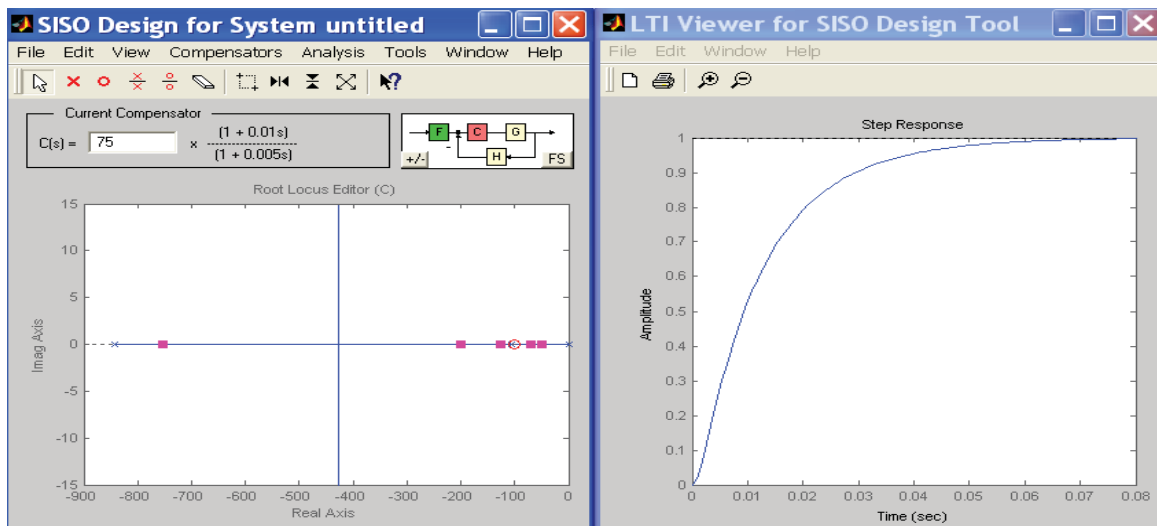 SISO Design for System untitled
File Edit View Compensators Analysis Tools Window Help
Current Compensator
C(s) = 75 x (1 + 0.01s)
(1 + 0.005s)
F C G
H
+/- FS
Root Locus Editor (C)
15
10
5
0
-5
-10
-15
-900 -800 -700 -600 -500 -400 -300 -200 -100 0
Real Axis
Imag Axis
LTI Viewer for SISO Design Tool
File Edit Window Help
Step Response
1
0.9
0.8
0.7
0.6
0.5
0.4
0.3
0.2
0.1
0
0 0.01 0.02 0.03 0.04 0.05 0.06 0.07 0.08
Time (sec)
Amplitude